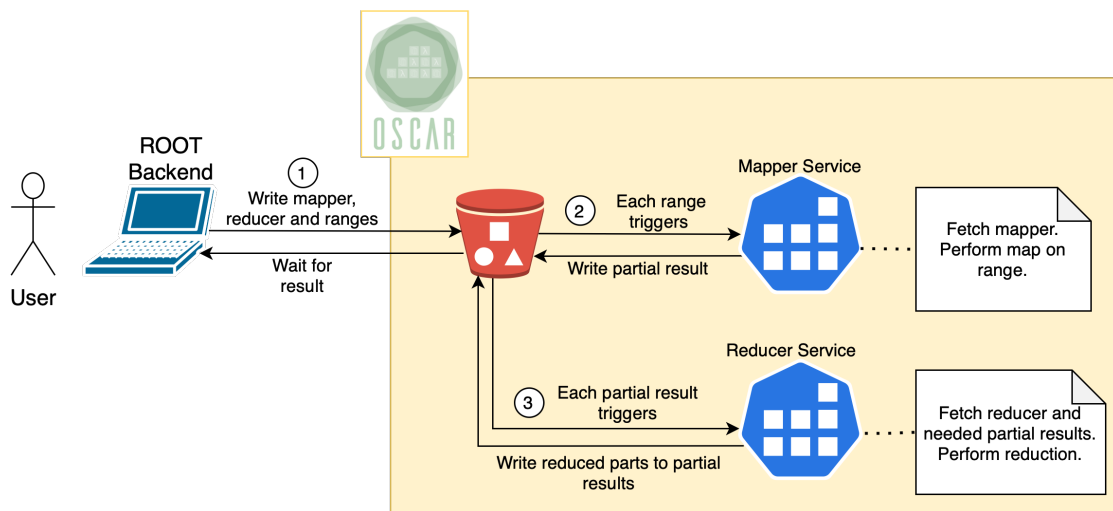 OSCAR
ROOT
Backend
User
1
Write mapper,
reducer and ranges
Wait for
result
2
Each range
triggers
Write partial result
Mapper Service
Fetch mapper.
Perform map on
range.
3
Each partial result
triggers
Write reduced parts to partial
results
Reducer Service
Fetch reducer and
needed partial results.
Perform reduction.